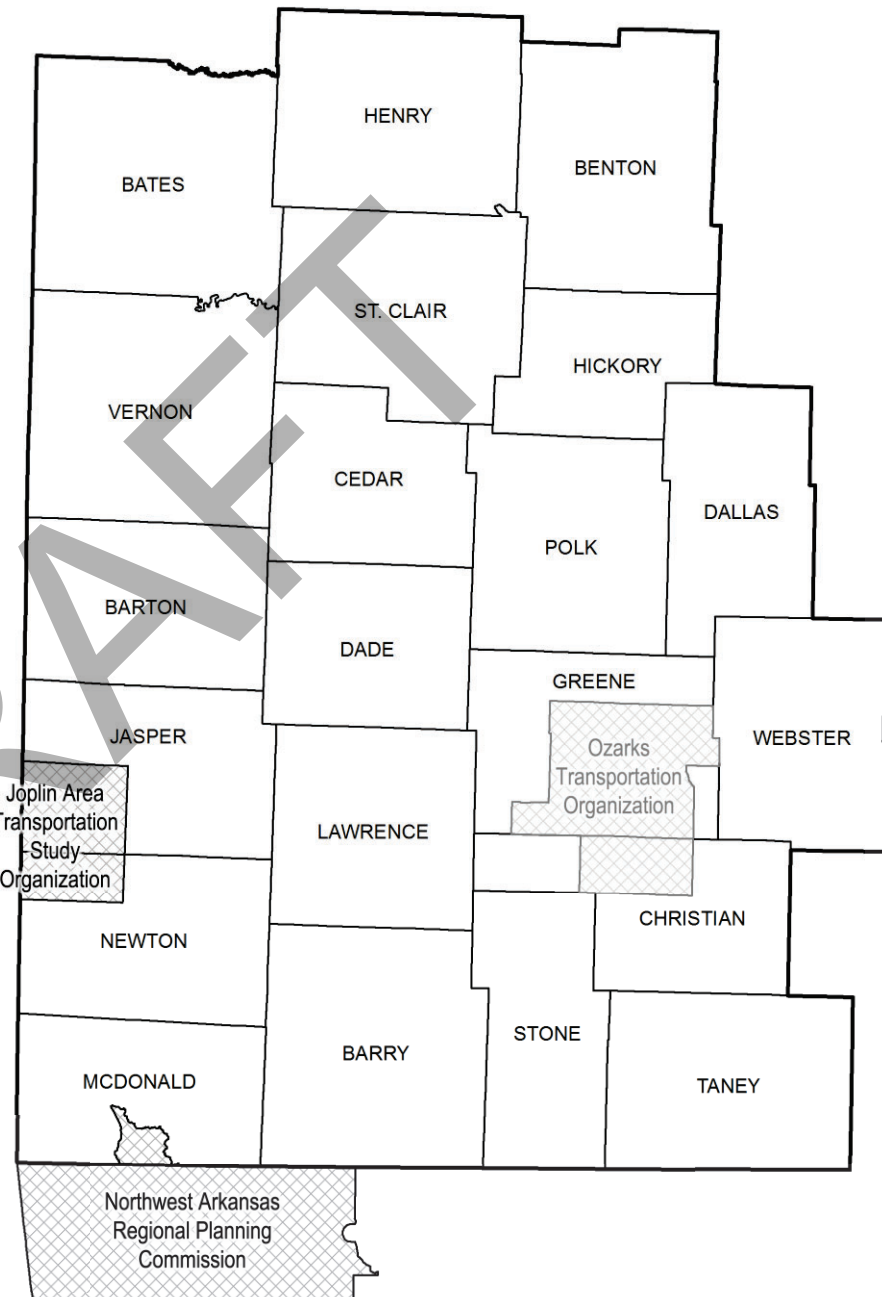 HENRY
BENTON
BATES
ST. CLAIR
HICKORY
VERNON
CEDAR
DALLAS
POLK
BARTON
DADE
GREENE
JASPER
WEBSTER
Ozarks
Transportation
Organization
Joplin Area
Transportation
Study
Organization
LAWRENCE
CHRISTIAN
NEWTON
STONE
BARRY
MCDONALD
TANEY
Northwest Arkansas
Regional Planning
Commission
RAFT